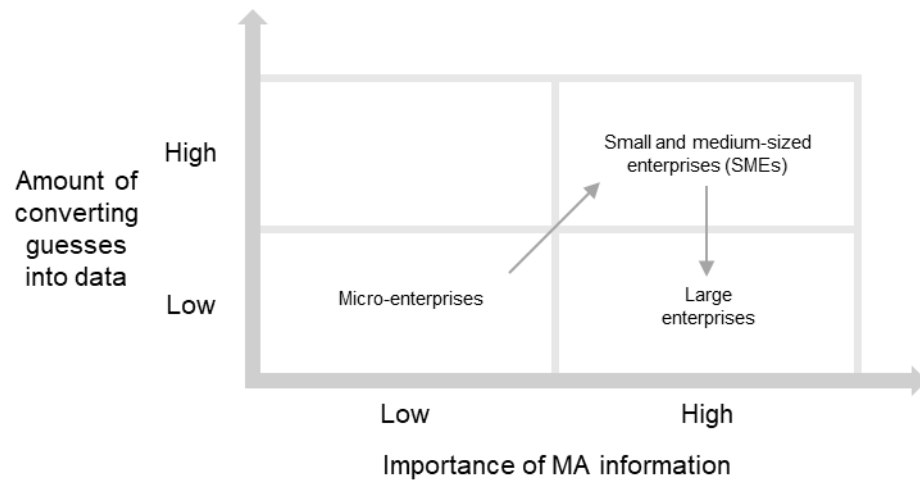 Amount of
converting
guesses
into data
High
Low
Small and medium-sized
enterprises (SMEs)
Micro-enterprises
Large
enterprises
Low
High
Importance of MA information